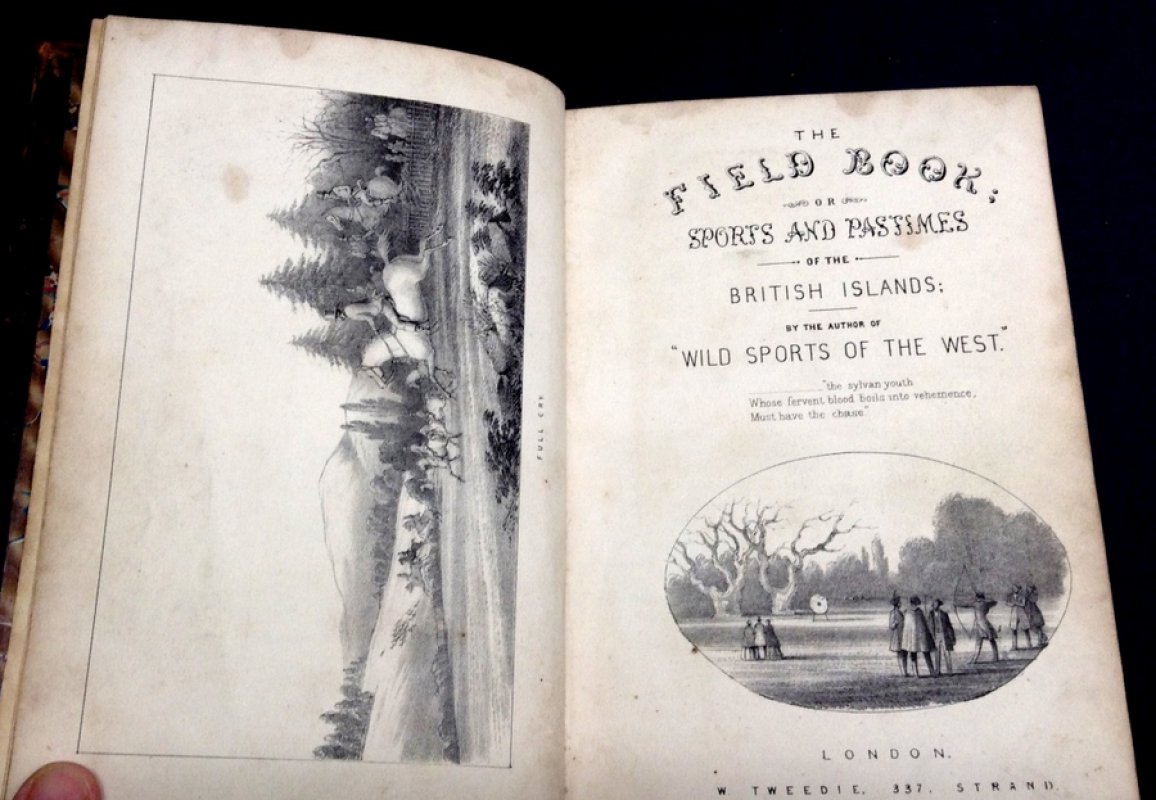 FULL CRY.
THE
FIELD BOOK;
OR
SPORTS AND PASTIMES
OF THE
BRITISH ISLANDS;
BY THE AUTHOR OF
"WILD SPORTS OF THE WEST."
"the sylvan youth
Whose fervent blood boils into vehemence,
Must have the chase"
LONDON.
W. TWEEDIE, 337, STRAND.